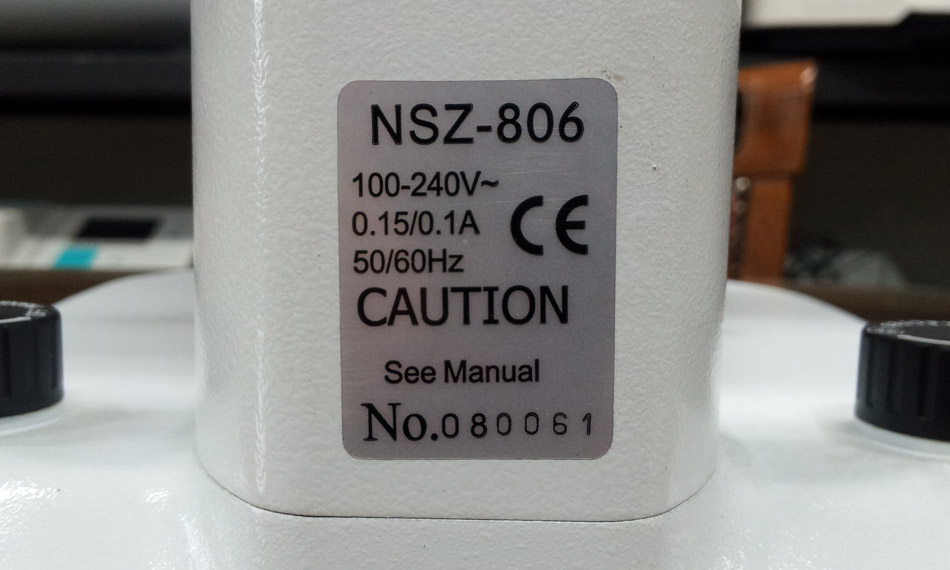 NSZ-806
100-240V~
0.15/0.1A
50/60Hz
CE
CAUTION
See Manual
No.080061